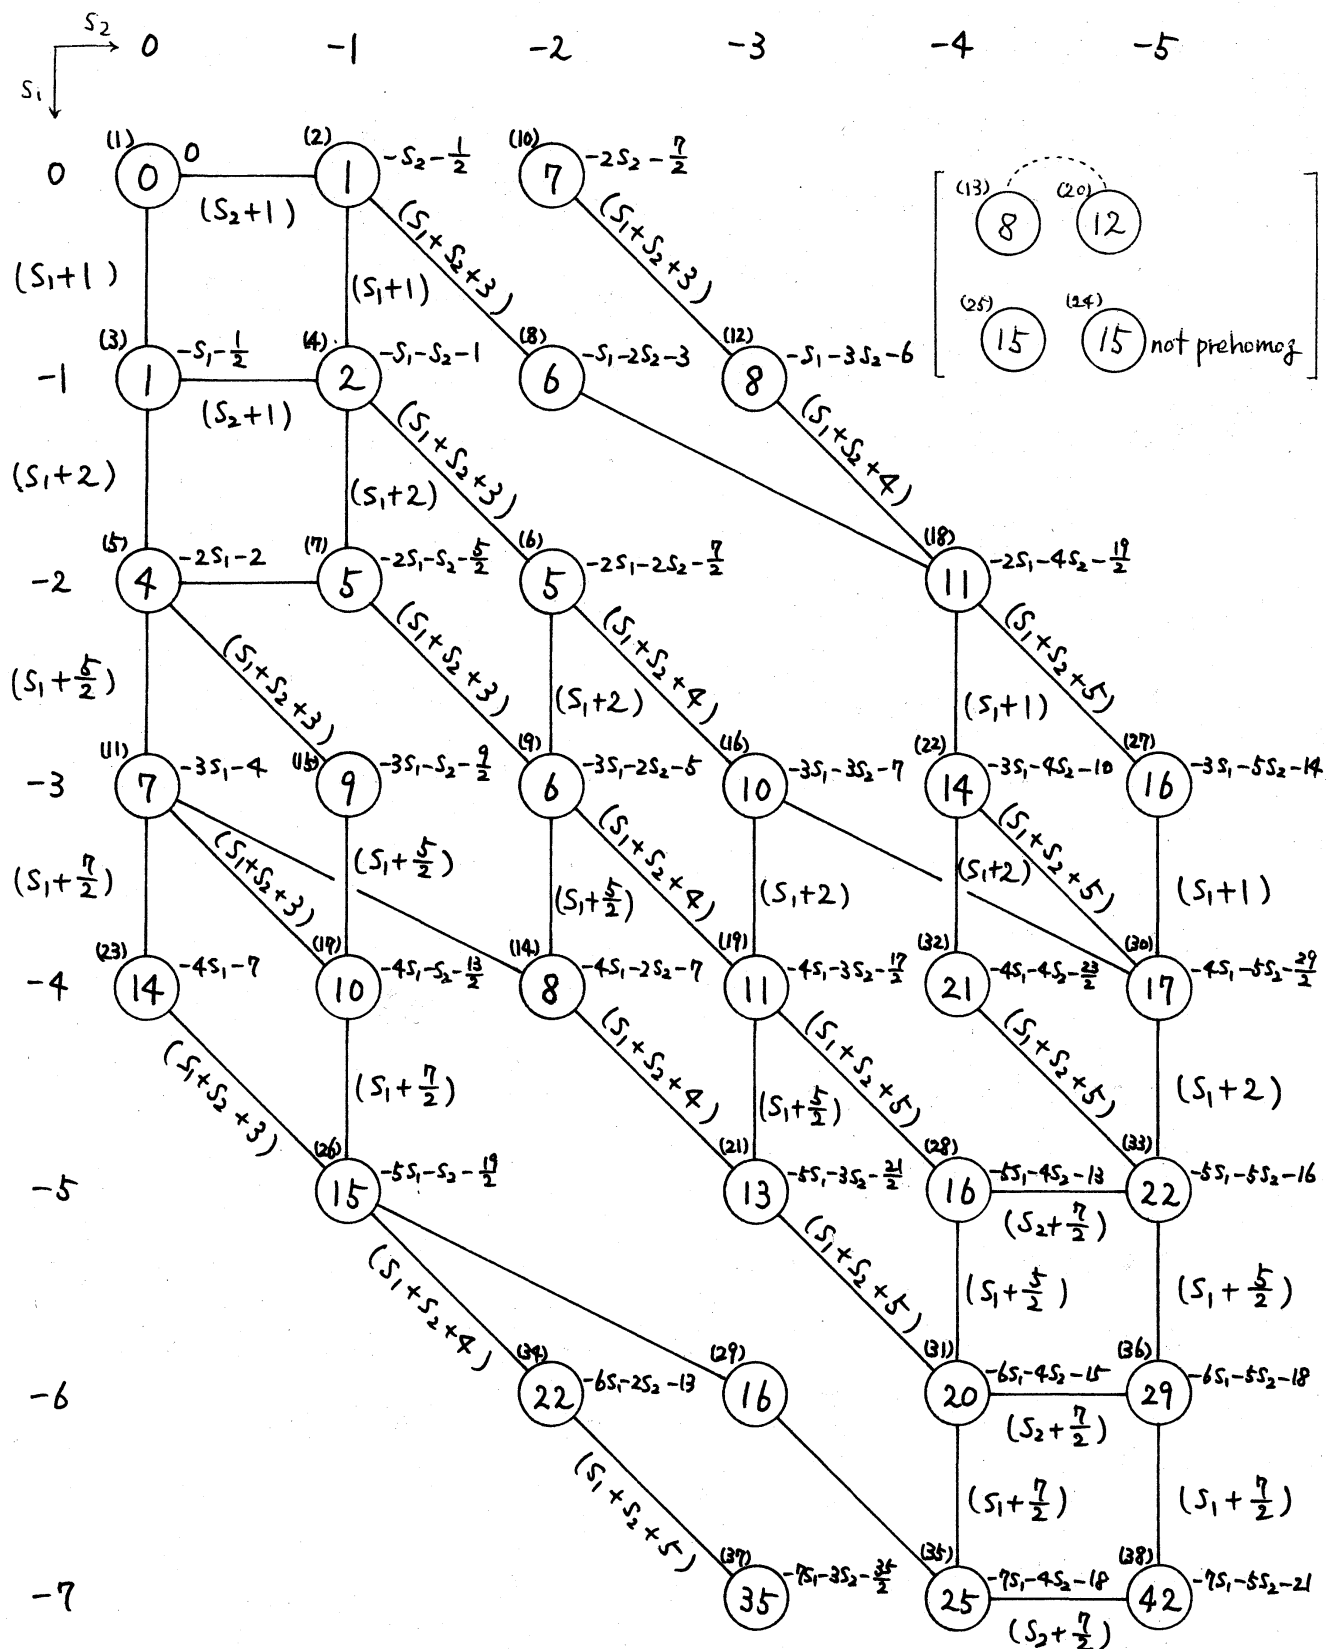 S₂ 0 -1 -2 -3 -4 -5
S₁
0 (1) 0 0 (2) 1 -S₂-1/2 (10) 7 -2S₂-7/2
(S₂+1) (S₁+S₂+3) (S₁+S₂+3)
[ (13) 8 (20) 12
(25) 15 (24) 15 not prehomog ]
(S₁+1) (S₁+1)
-1 (3) 1 -S₁-1/2 (4) 2 -S₁-S₂-1 (8) 6 -S₁-2S₂-3 (12) 8 -S₁-3S₂-6
(S₂+1) (S₁+S₂+3) (S₁+S₂+4)
(S₁+2) (S₁+2)
-2 (5) 4 -2S₁-2 (7) 5 -2S₁-S₂-5/2 (6) 5 -2S₁-2S₂-7/2 (18) 11 -2S₁-4S₂-19/2
(S₁+5/2) (S₁+S₂+3) (S₁+S₂+3) (S₁+2) (S₁+S₂+4) (S₁+1) (S₁+S₂+5)
-3 (11) 7 -3S₁-4 (15) 9 -3S₁-S₂-9/2 (9) 6 -3S₁-2S₂-5 (16) 10 -3S₁-3S₂-7 (22) 14 -3S₁-4S₂-10 (27) 16 -3S₁-5S₂-14
(S₁+7/2) (S₁+S₂+3) (S₁+5/2) (S₁+5/2) (S₁+S₂+4) (S₁+2) (S₁+2) (S₁+S₂+5) (S₁+1)
-4 (23) 14 -4S₁-7 (17) 10 -4S₁-S₂-13/2 (14) 8 -4S₁-2S₂-7 (19) 11 -4S₁-3S₂-17/2 (32) 21 -4S₁-4S₂-23/2 (30) 17 -4S₁-5S₂-29/2
(S₁+S₂+3) (S₁+7/2) (S₁+S₂+4) (S₁+5/2) (S₁+S₂+5) (S₁+S₂+5) (S₁+2)
-5 (26) 15 -5S₁-S₂-19/2 (21) 13 -5S₁-3S₂-21/2 (28) 16 -5S₁-4S₂-13 (33) 22 -5S₁-5S₂-16
(S₂+7/2)
(S₁+S₂+4) (S₁+S₂+5) (S₁+5/2) (S₁+5/2)
-6 (34) 22 -6S₁-2S₂-13 (29) 16 (31) 20 -6S₁-4S₂-15 (36) 29 -6S₁-5S₂-18
(S₂+7/2)
(S₁+S₂+5) (S₁+7/2) (S₁+7/2)
-7 (37) 35 -7S₁-3S₂-35/2 (35) 25 -7S₁-4S₂-18 (38) 42 -7S₁-5S₂-21
(S₂+7/2)